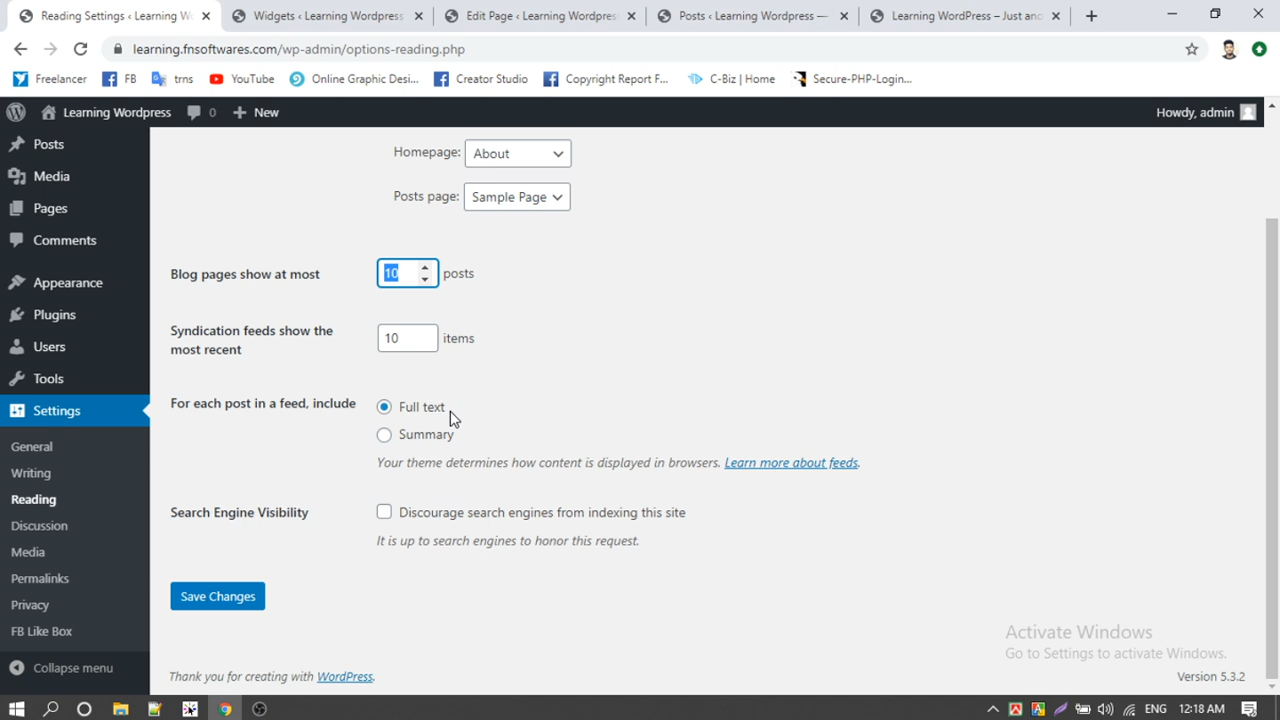 Reading Settings ‹ Learning W
Widgets ‹ Learning Wordpress
Edit Page ‹ Learning Wordpress
Posts ‹ Learning Wordpress —
Learning WordPress – Just ano
learning.fnsoftwares.com/wp-admin/options-reading.php
Freelancer
FB
trns
YouTube
Online Graphic Desi...
Creator Studio
Copyright Report F...
C-Biz | Home
Secure-PHP-Login...
Learning Wordpress
0
New
Howdy, admin
Posts
Media
Pages
Comments
Appearance
Plugins
Users
Tools
Settings
General
Writing
Reading
Discussion
Media
Permalinks
Privacy
FB Like Box
Collapse menu
Homepage: About
Posts page: Sample Page
Blog pages show at most 10 posts
Syndication feeds show the
most recent
10 items
For each post in a feed, include
Full text
Summary
Your theme determines how content is displayed in browsers. Learn more about feeds.
Search Engine Visibility
Discourage search engines from indexing this site
It is up to search engines to honor this request.
Save Changes
Activate Windows
Go to Settings to activate Windows.
Thank you for creating with WordPress.
Version 5.3.2
ENG
12:18 AM